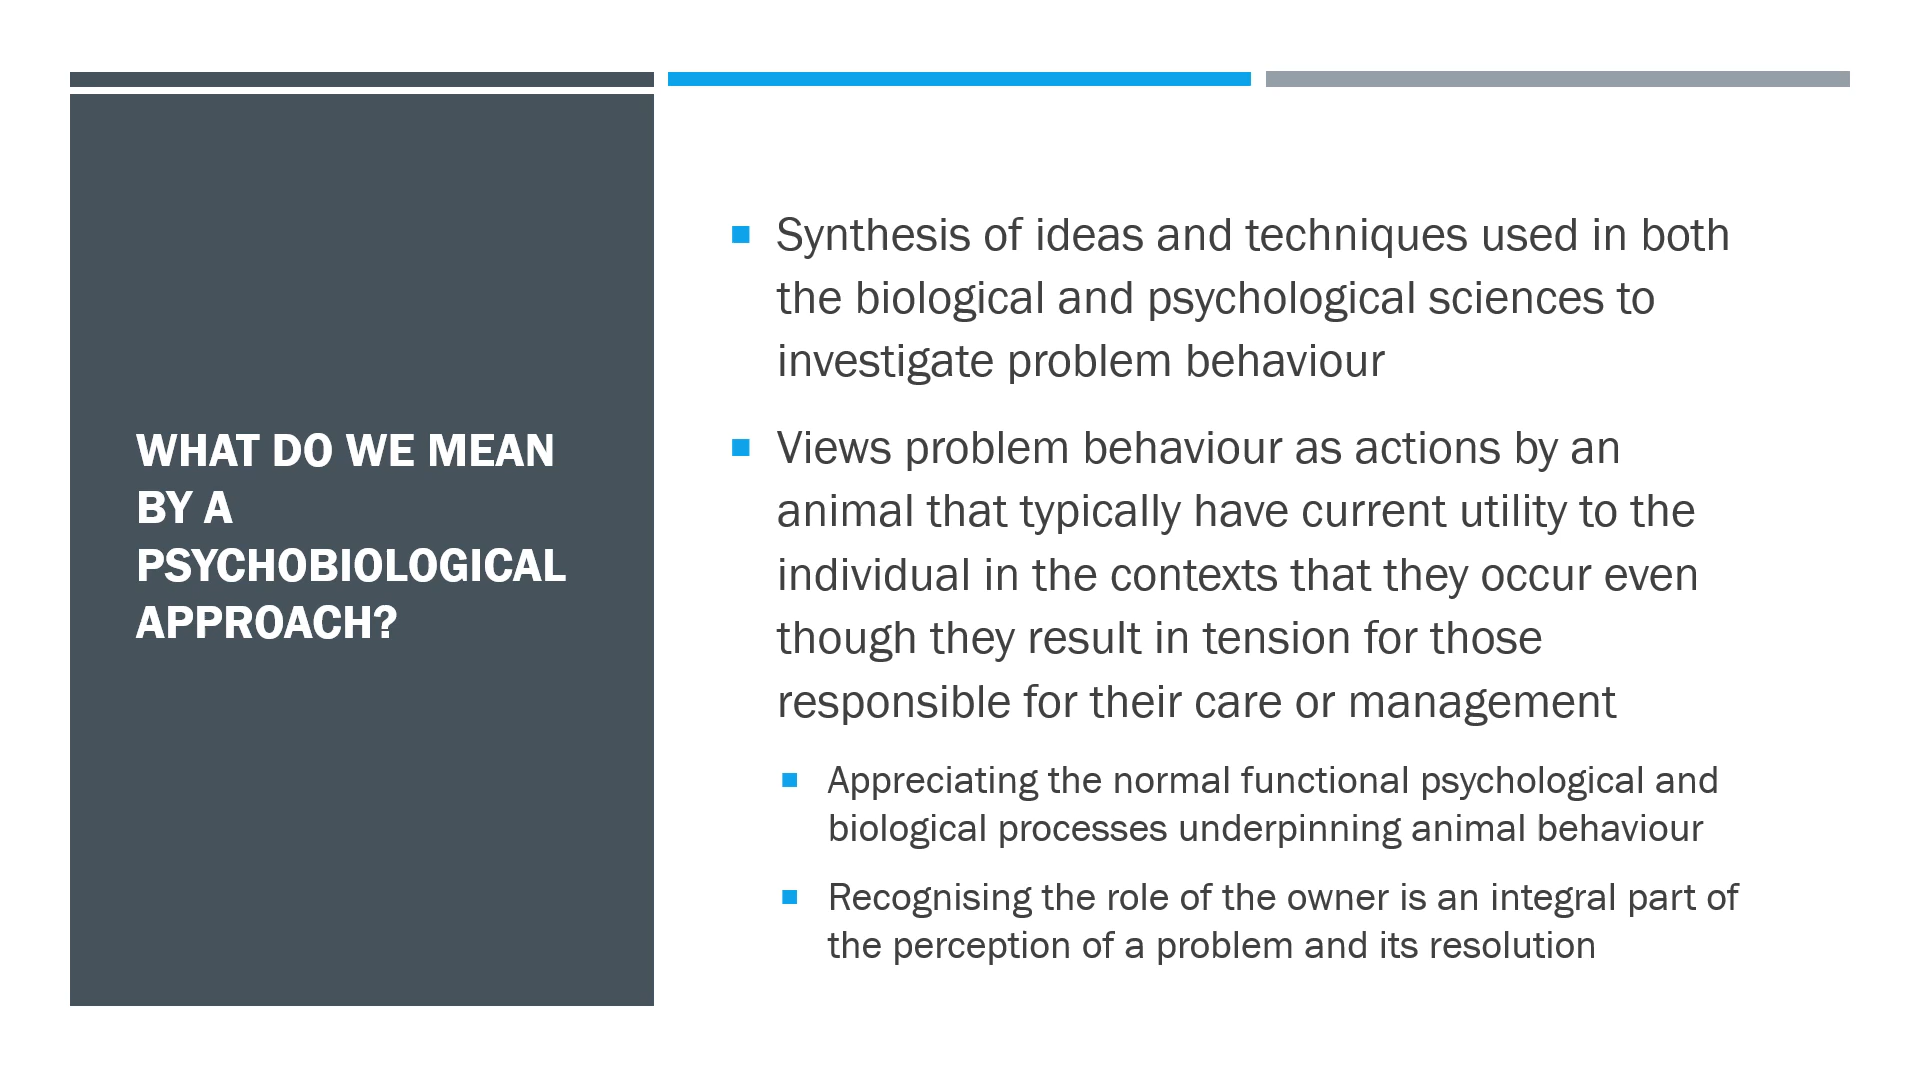 WHAT DO WE MEAN
BY A
PSYCHOBIOLOGICAL
APPROACH?
Synthesis of ideas and techniques used in both
the biological and psychological sciences to
investigate problem behaviour
Views problem behaviour as actions by an
animal that typically have current utility to the
individual in the contexts that they occur even
though they result in tension for those
responsible for their care or management
Appreciating the normal functional psychological and
biological processes underpinning animal behaviour
Recognising the role of the owner is an integral part of
the perception of a problem and its resolution